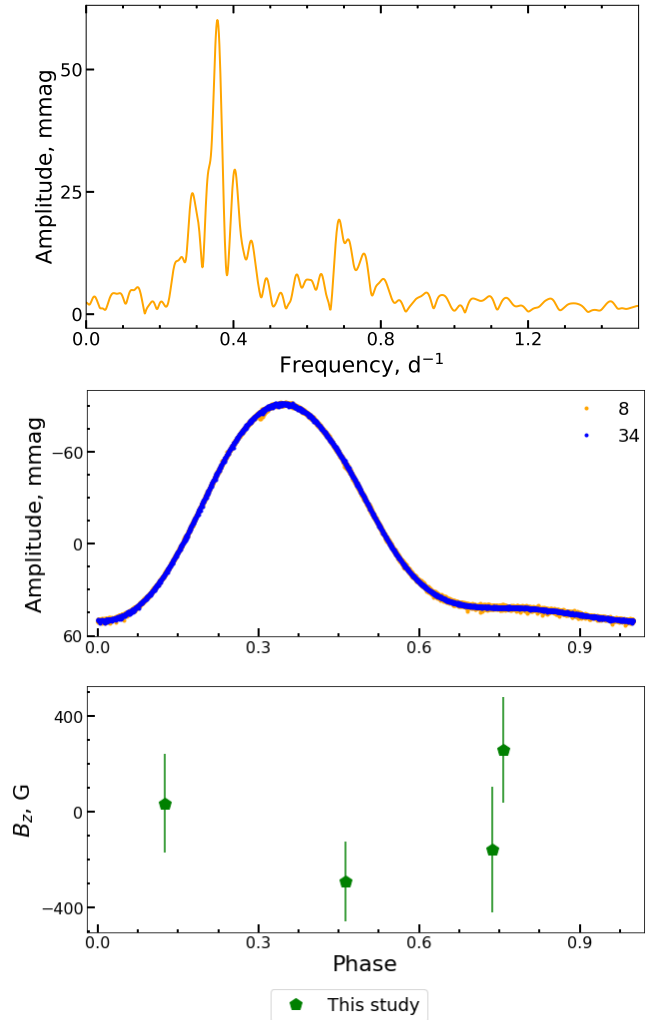 Amplitude, mmag
50
25
0
0.0 0.4 0.8 1.2
Frequency, d⁻¹
Amplitude, mmag
−60
0
60
8
34
0.0 0.3 0.6 0.9
B_z, G
400
0
−400
0.0 0.3 0.6 0.9
Phase
This study